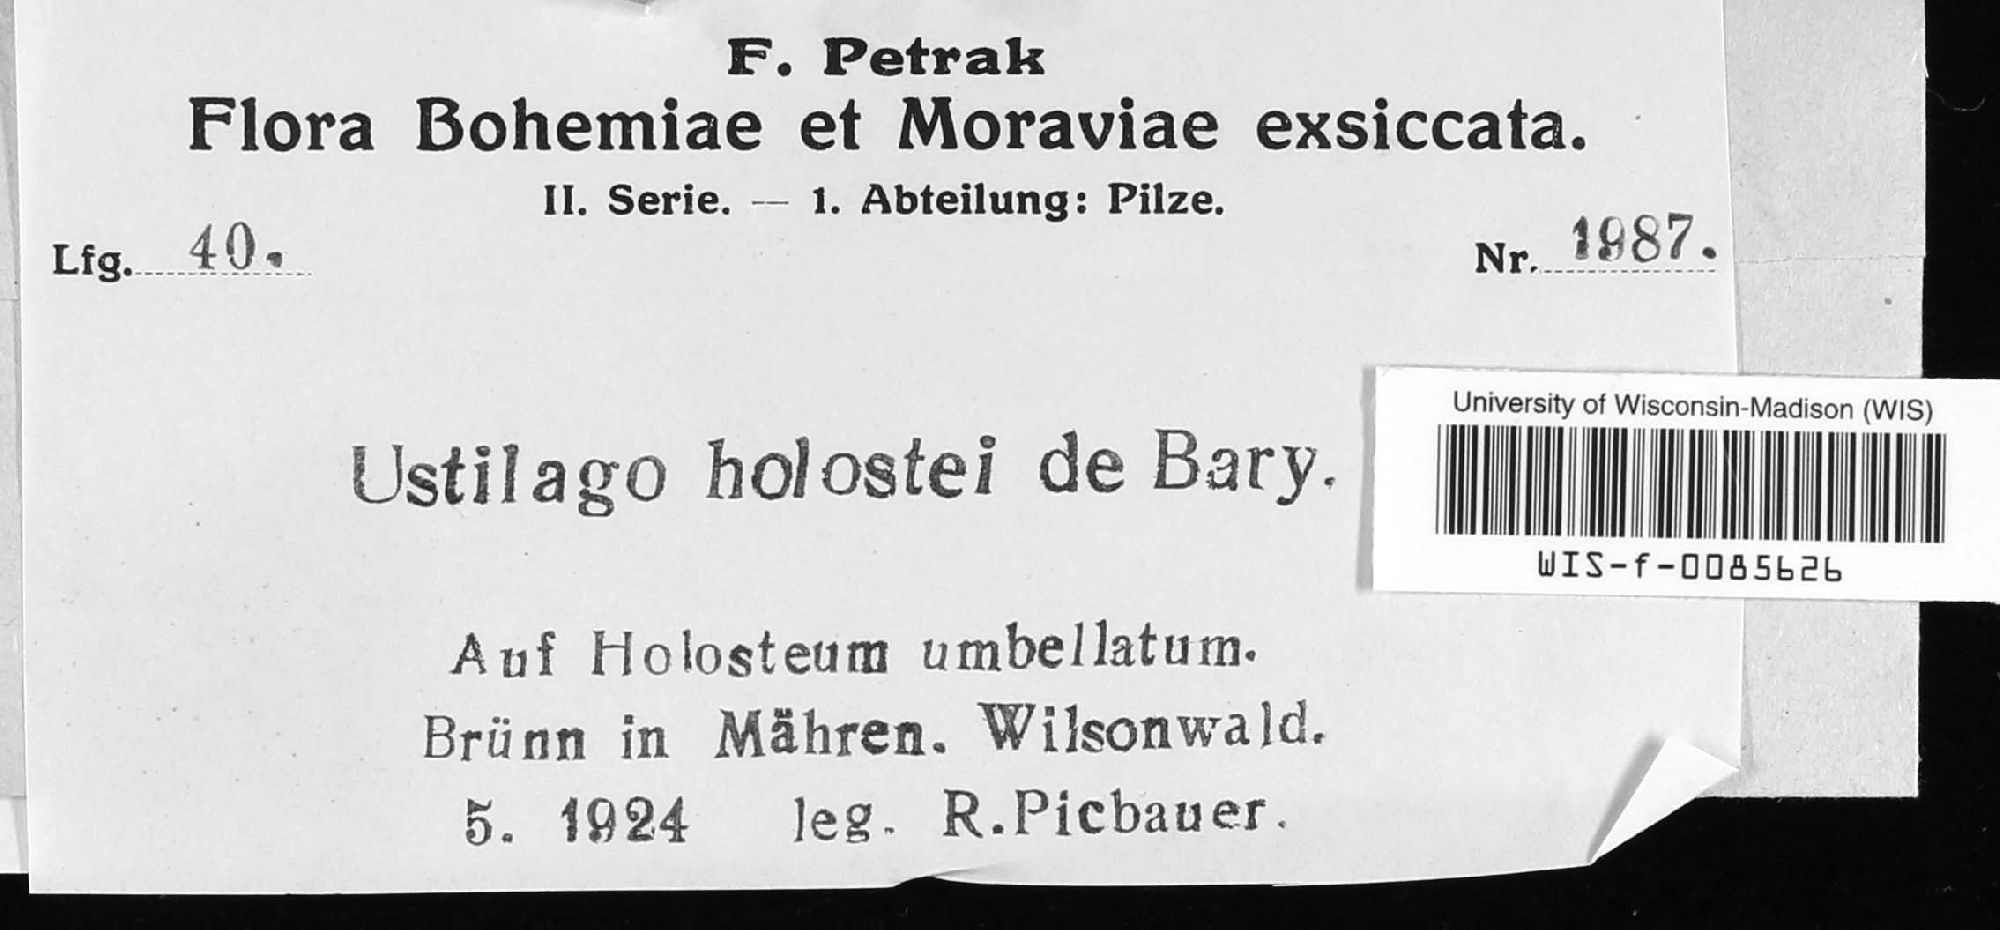 F. Petrak
Flora Bohemiae et Moraviae exsiccata.
II. Serie. — 1. Abteilung: Pilze.
Lfg. 40.
Nr. 1987.
Ustilago holostei de Bary.
University of Wisconsin-Madison (WIS)
WIS-f-0085626
Auf Holosteum umbellatum.
Brünn in Mähren. Wilsonwald.
5. 1924 leg. R.Picbauer.